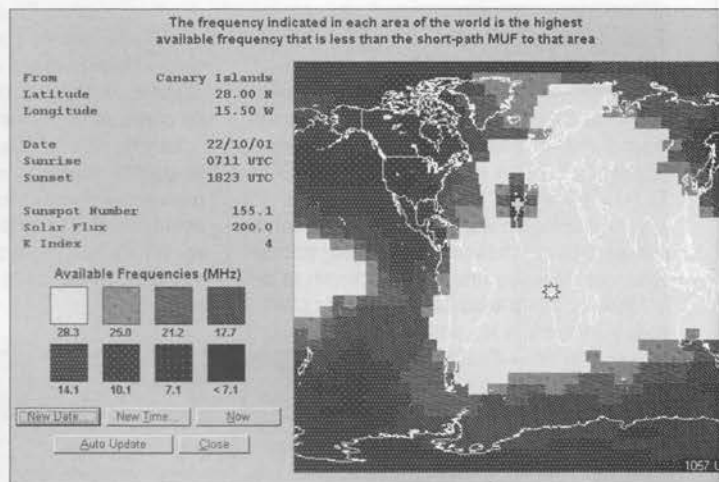 The frequency indicated in each area of the world is the highest
available frequency that is less than the short-path MUF to that area
From Canary Islands
Latitude 28.00 N
Longitude 15.50 W
Date 22/10/01
Sunrise 0711 UTC
Sunset 1823 UTC
Sunspot Number 155.1
Solar Flux 200.0
K Index 4
Available Frequencies (MHz)
28.3 25.0 21.2 17.7
14.1 10.1 7.1 <7.1
New Date... New Time... Now
Auto Update Close
1057 U